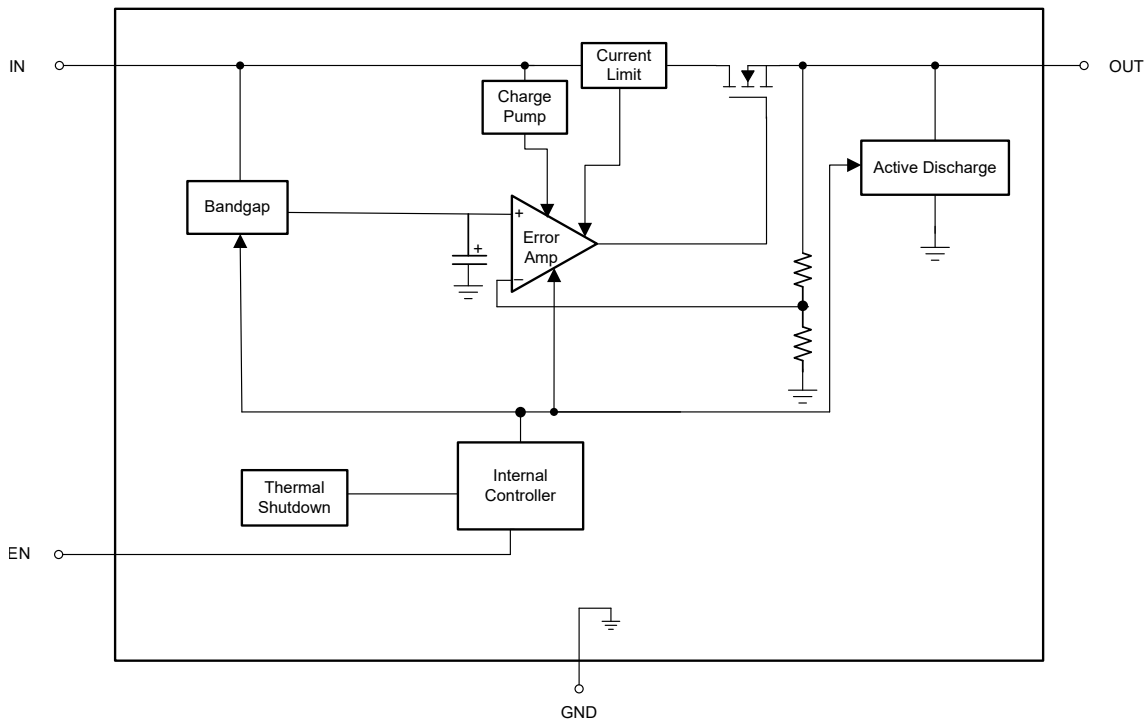 IN
Current
Limit
OUT
Charge
Pump
Active Discharge
Bandgap
+
Error
Amp
+
−
Internal
Controller
Thermal
Shutdown
EN
GND